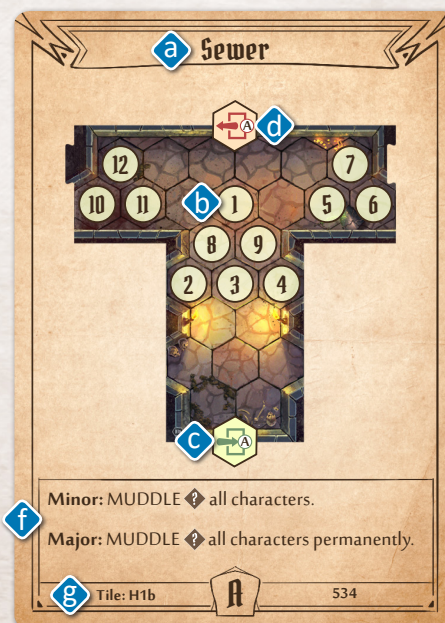 a Sewer
A d
12 7
10 11 b 1 5 6
8 9
2 3 4
c A
Minor: MUDDLE ? all characters.
f
Major: MUDDLE ? all characters permanently.
g Tile: H1b A 534